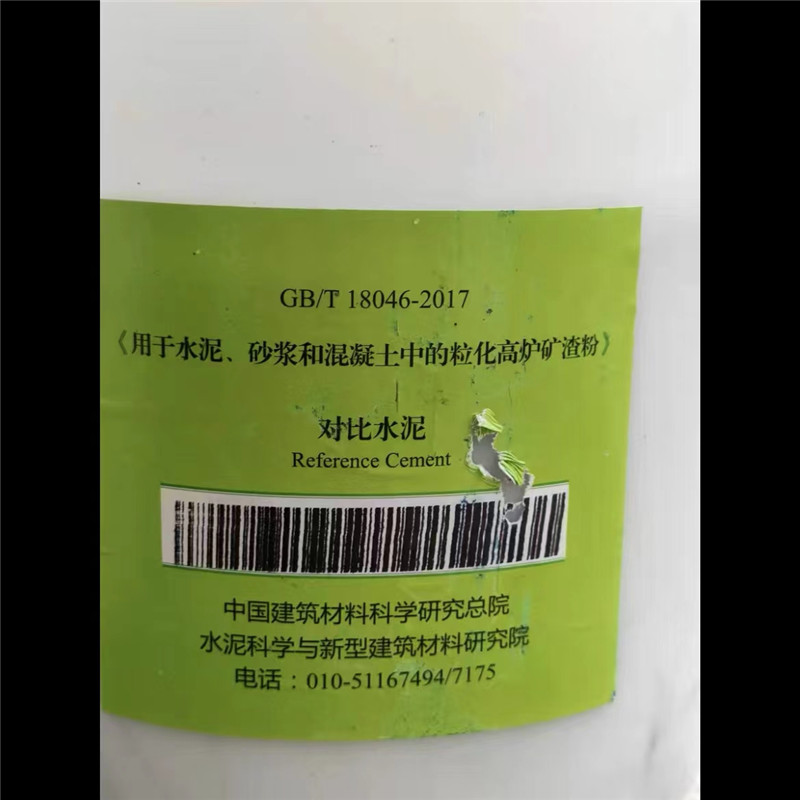 GB/T 18046-2017
《用于水泥、砂浆和混凝土中的粒化高炉矿渣粉》
对比水泥
Reference Cement
中国建筑材料科学研究总院
水泥科学与新型建筑材料研究院
电话：010-51167494/7175